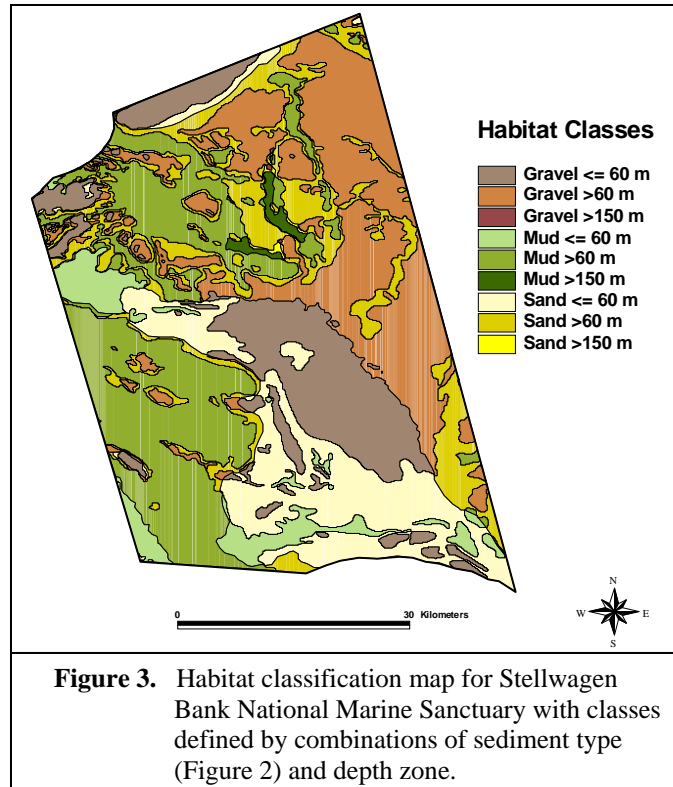 Habitat Classes
Gravel <= 60 m
Gravel >60 m
Gravel >150 m
Mud <= 60 m
Mud >60 m
Mud >150 m
Sand <= 60 m
Sand >60 m
Sand >150 m
0 30 Kilometers
N
W E
S
Figure 3. Habitat classification map for Stellwagen
Bank National Marine Sanctuary with classes
defined by combinations of sediment type
(Figure 2) and depth zone.